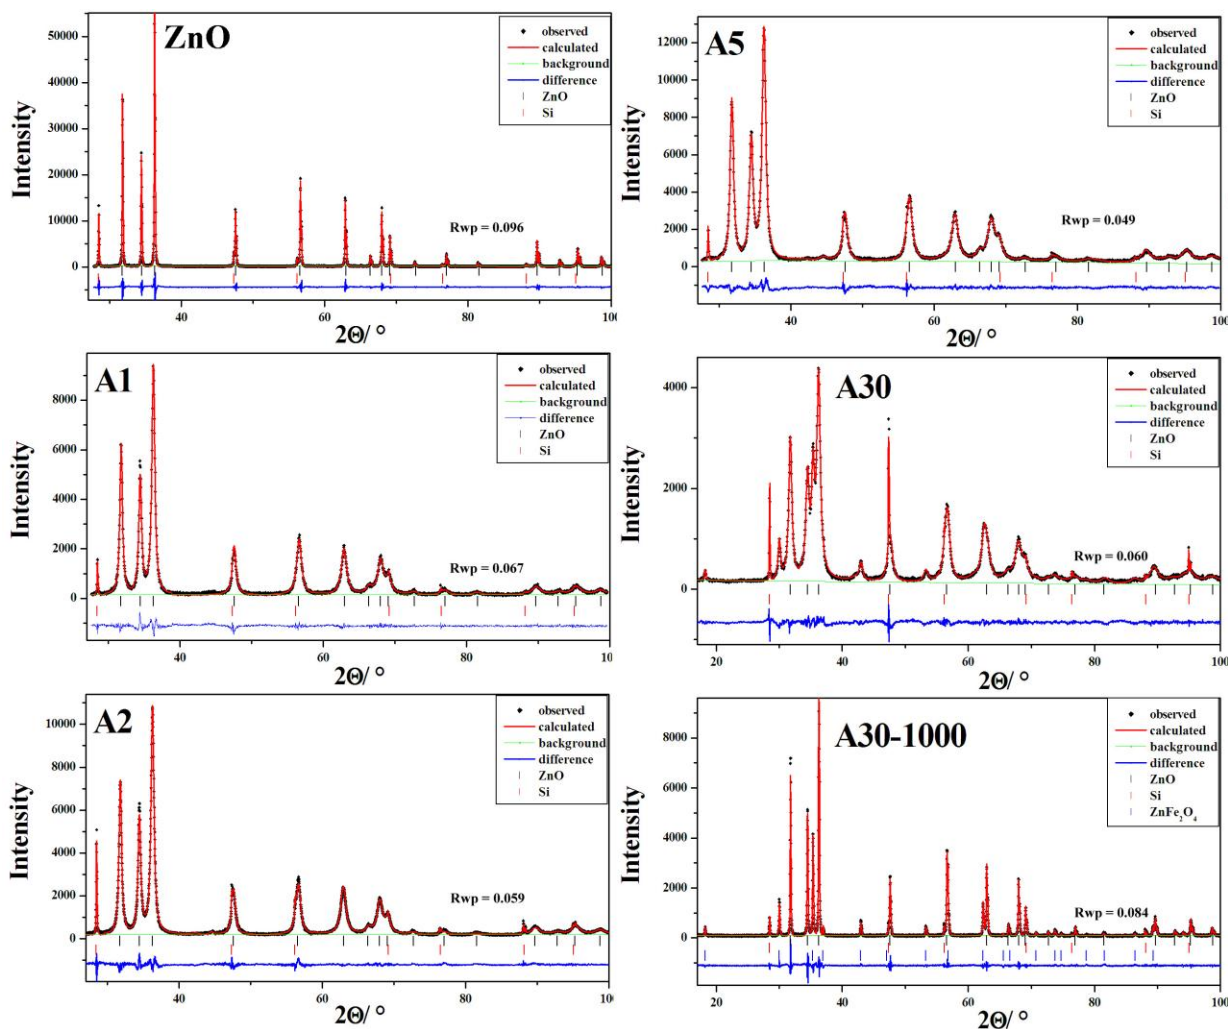 ZnO
observed
calculated
background
difference
ZnO
Si
Rwp = 0.096
Intensity
50000
40000
30000
20000
10000
0
40
60
80
100
2Θ/ °
A5
observed
calculated
background
difference
ZnO
Si
Rwp = 0.049
Intensity
12000
10000
8000
6000
4000
2000
0
40
60
80
100
2Θ/ °
A1
observed
calculated
background
difference
ZnO
Si
Rwp = 0.067
Intensity
8000
6000
4000
2000
0
40
60
80
10
2Θ/ °
A30
observed
calculated
background
difference
ZnO
Si
Rwp = 0.060
Intensity
4000
2000
0
20
40
60
80
100
2Θ/ °
A2
observed
calculated
background
difference
ZnO
Si
Rwp = 0.059
Intensity
10000
8000
6000
4000
2000
0
40
60
80
100
2Θ/ °
A30-1000
observed
calculated
background
difference
ZnO
Si
ZnFe₂O₄
Rwp = 0.084
Intensity
8000
6000
4000
2000
0
20
40
60
80
100
2Θ/ °